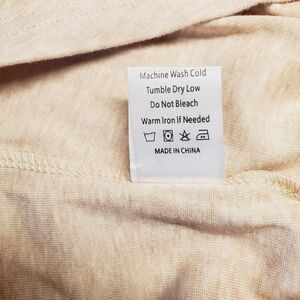 Machine Wash Cold
Tumble Dry Low
Do Not Bleach
Warm Iron If Needed
MADE IN CHINA